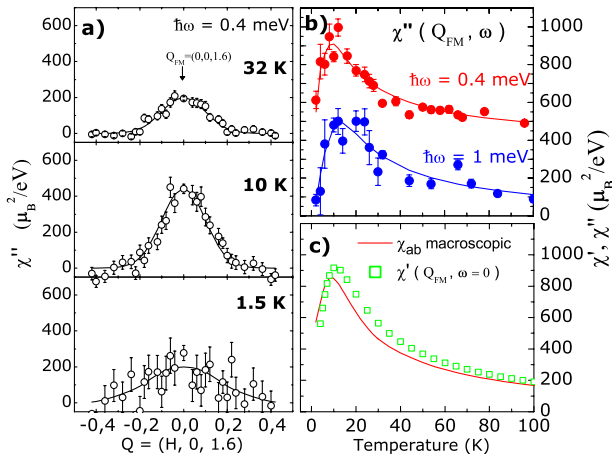 a)
ħω = 0.4 meV
Q_FM=(0,0,1.6)
32 K
400
200
0
10 K
600
400
200
0
1.5 K
400
200
0
χ'' (μ_B²/eV)
-0,4 -0,2 0,0 0,2 0,4
Q = (H, 0, 1.6)
b)
χ'' ( Q_FM , ω )
ħω = 0.4 meV
ħω = 1 meV
1000
800
600
400
200
0
c)
χ_ab macroscopic
χ' ( Q_FM , ω = 0 )
1000
800
600
400
200
0
χ', χ'' (μ_B²/eV)
0 20 40 60 80 100
Temperature (K)